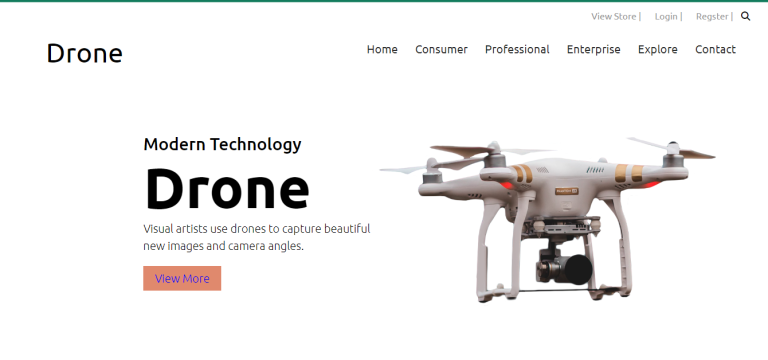 View Store | Login | Regster |
Drone
Home Consumer Professional Enterprise Explore Contact
Modern Technology
Drone
Visual artists use drones to capture beautiful
new images and camera angles.
View More